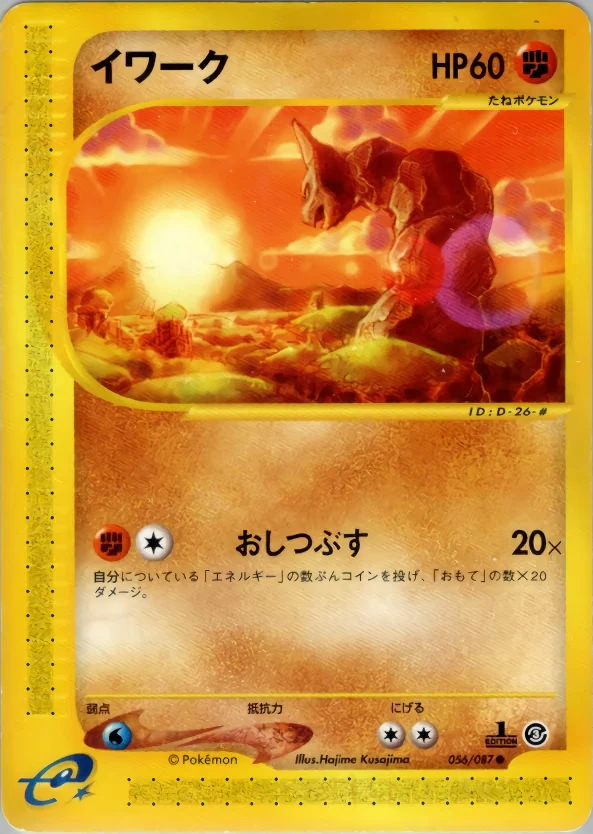 イワーク HP60
たねポケモン
ID:D-26-#
おしつぶす 20×
自分についている「エネルギー」の数ぶんコインを投げ、「おもて」の数×20
ダメージ。
弱点 抵抗力 にげる
1
EDITION
© Pokémon Illus.Hajime Kusajima 056/087 ●